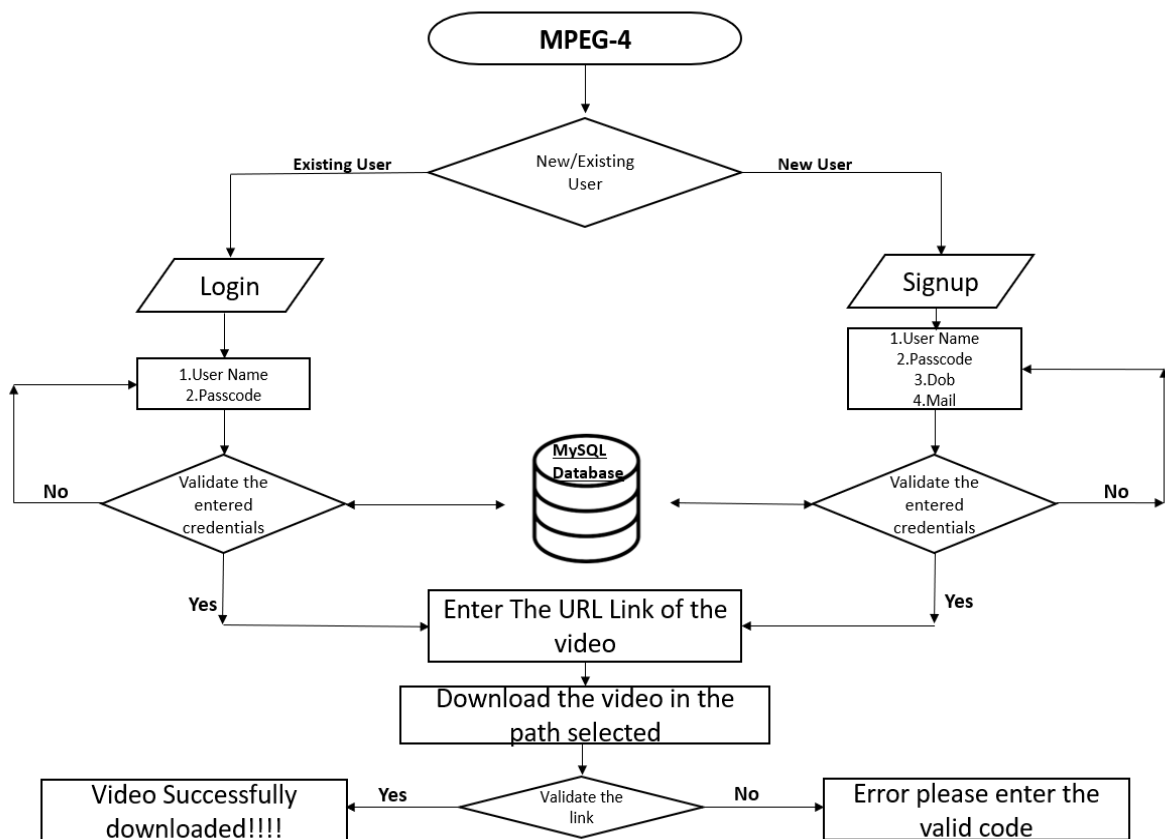 MPEG-4
New/Existing
User
Existing User
New User
Login
Signup
1.User Name
2.Passcode
1.User Name
2.Passcode
3.Dob
4.Mail
MySQL
Database
Validate the
entered
credentials
No
Validate the
entered
credentials
No
Yes
Yes
Enter The URL Link of the
video
Download the video in the
path selected
Validate the
link
Yes
No
Video Successfully
downloaded!!!!
Error please enter the
valid code